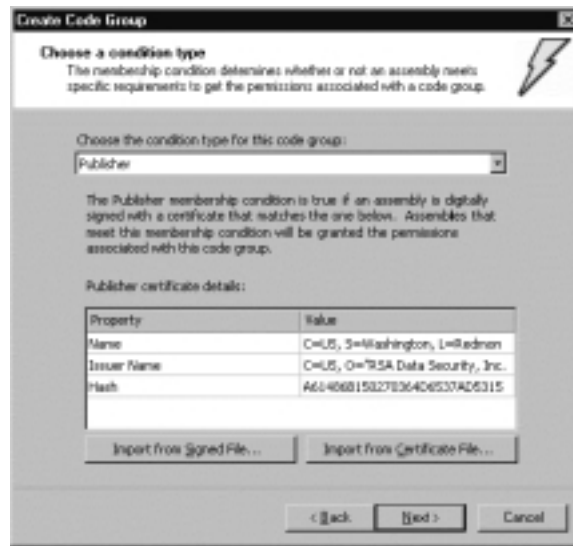 Create Code Group
Choose a condition type
The membership condition determines whether or not an assembly meets
specific requirements to get the permissions associated with a code group.
Choose the condition type for this code group:
Publisher
The Publisher membership condition is true if an assembly is digitally
signed with a certificate that matches the one below. Assemblies that
meet this membership condition will be granted the permissions
associated with this code group.
Publisher certificate details:
Property Value
Name C=US, S=Washington, L=Redmon
Issuer Name C=US, O="RSA Data Security, Inc.
Hash
Import from Signed File...
Import from Certificate File...
< Back
Next >
Cancel